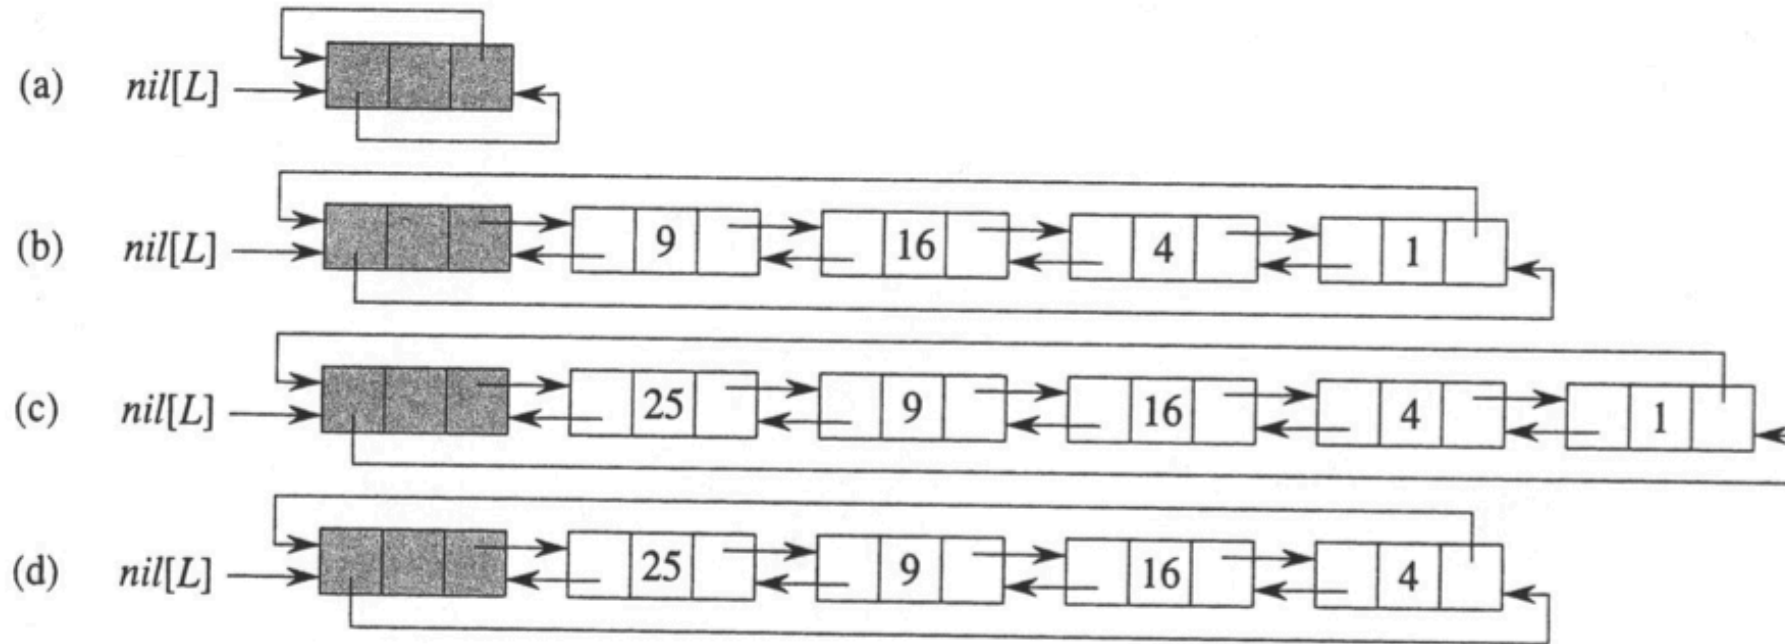 (a) nil[L]
(b) nil[L] 9 16 4 1
(c) nil[L] 25 9 16 4 1
(d) nil[L] 25 9 16 4